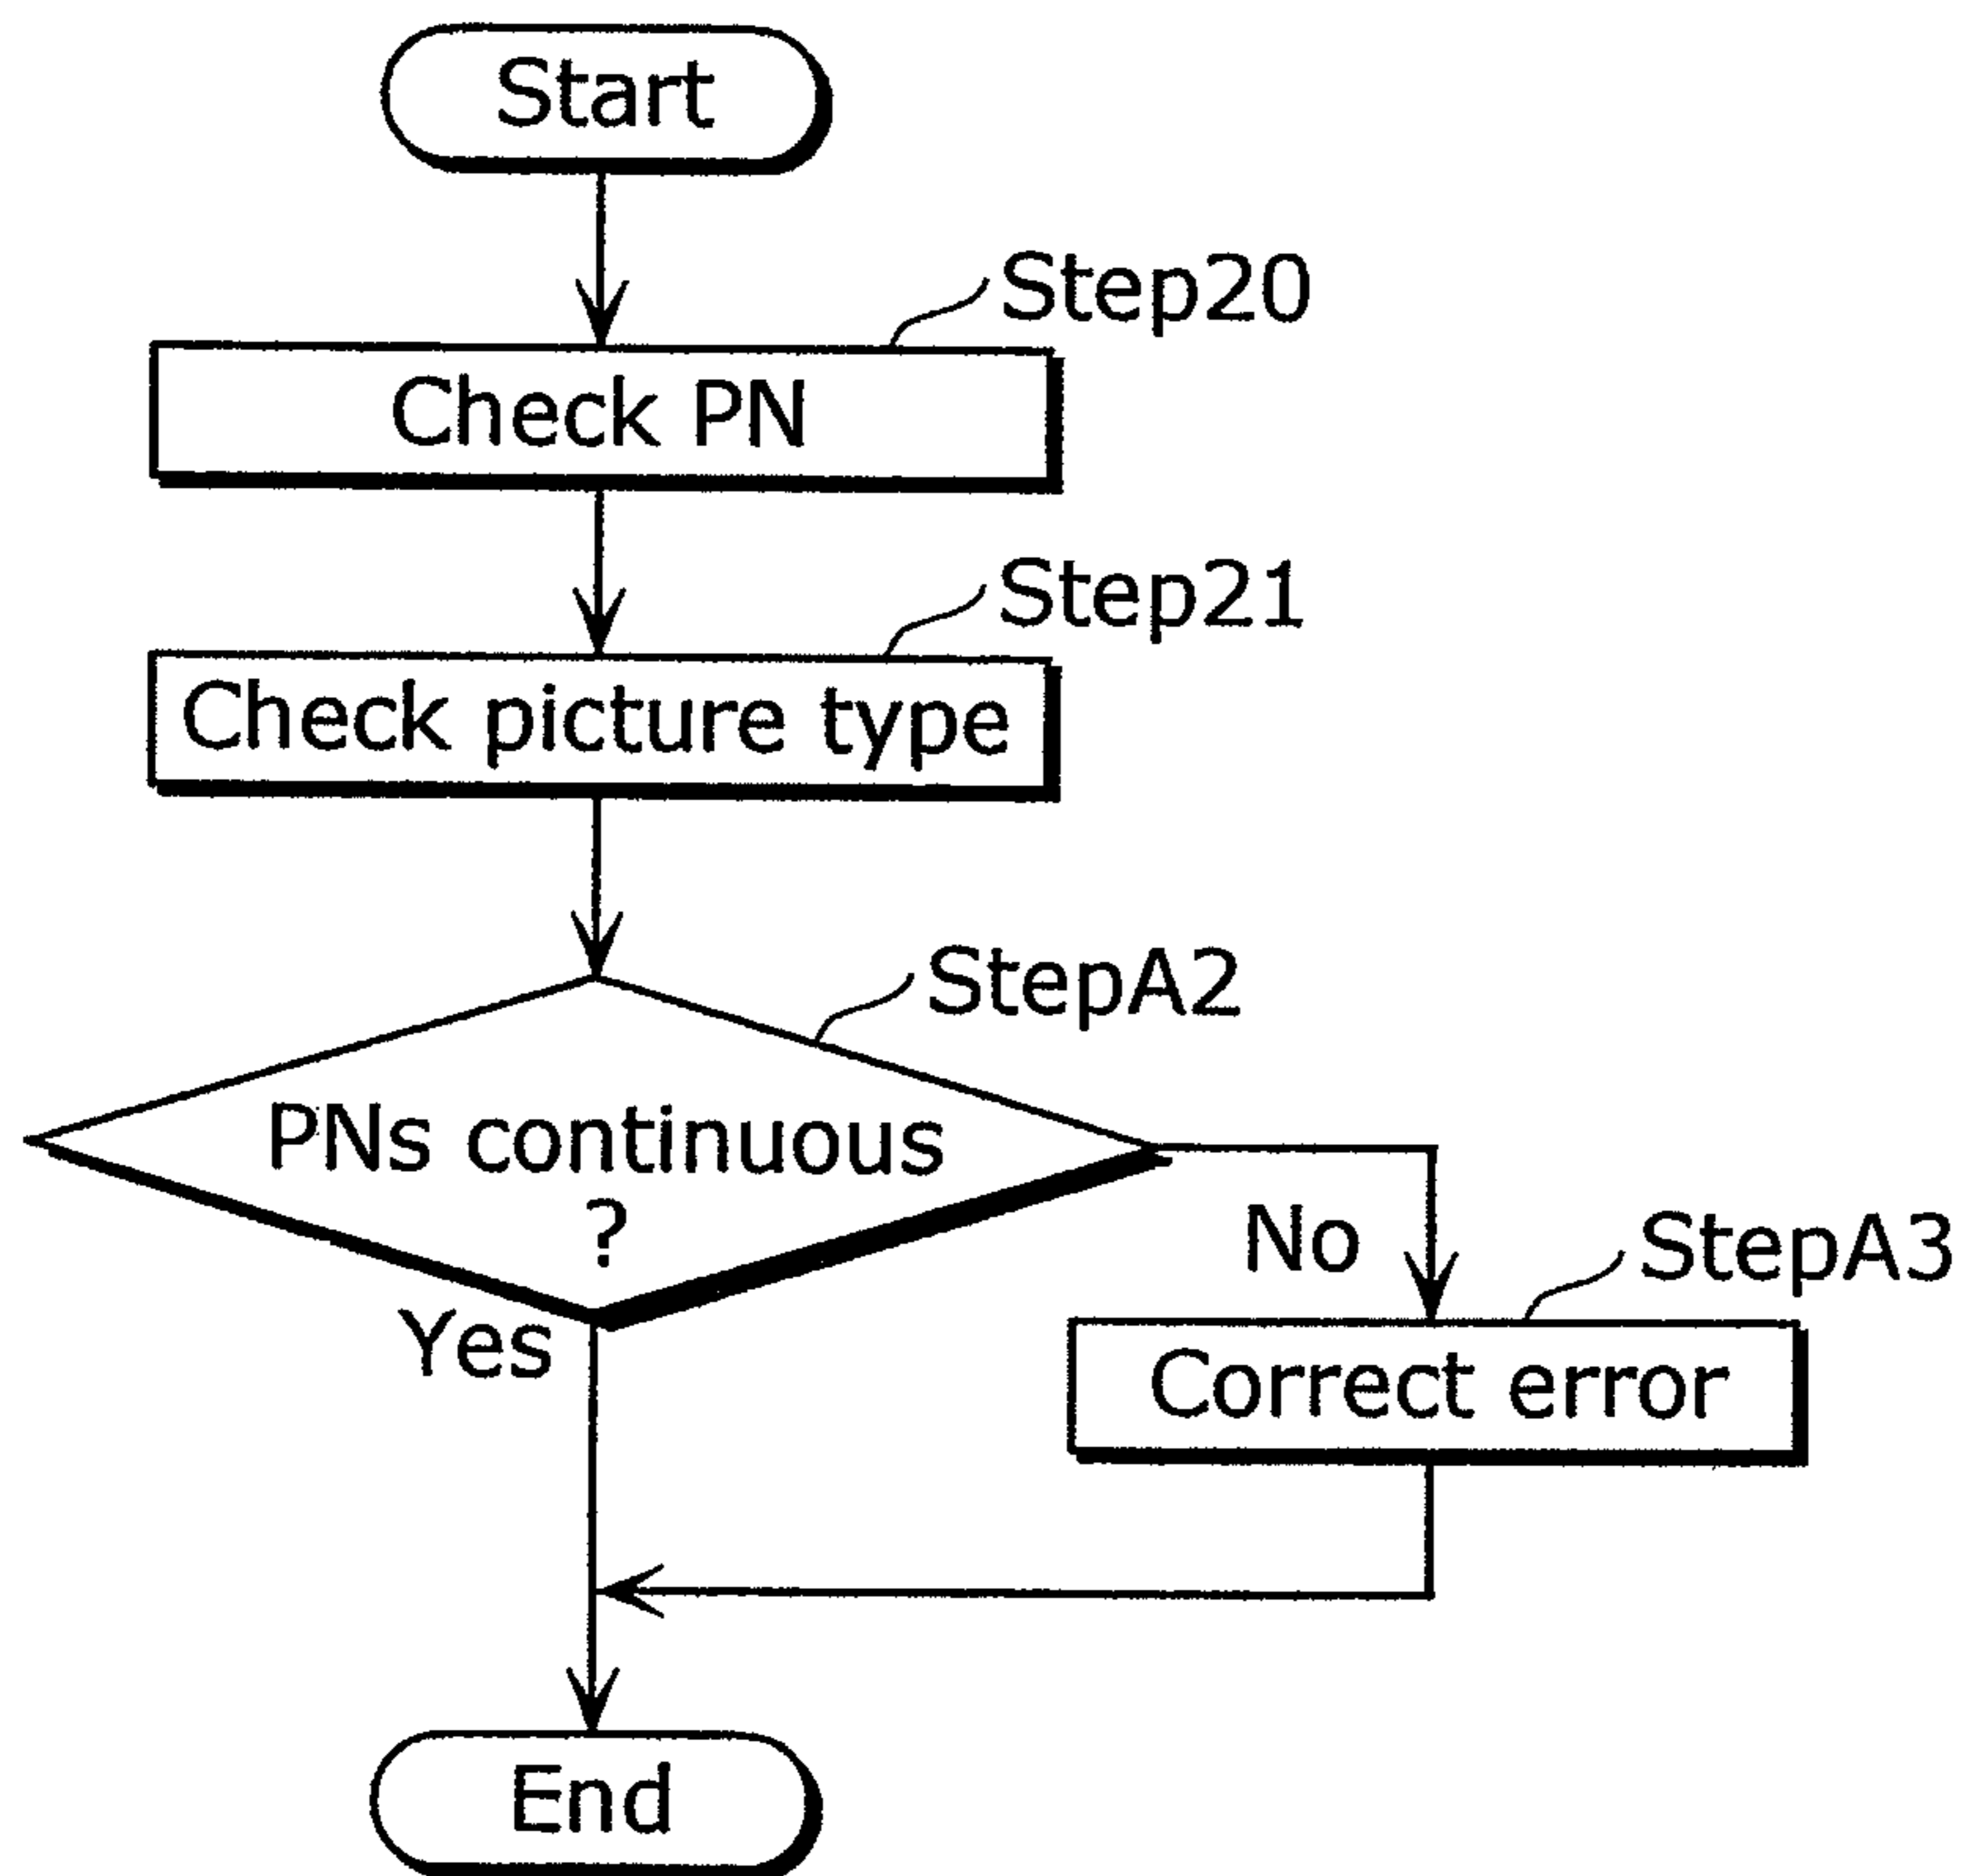 Start
Step20
Check PN
Step21
Check picture type
StepA2
PNs continuous
?
No
StepA3
Yes
Correct error
End